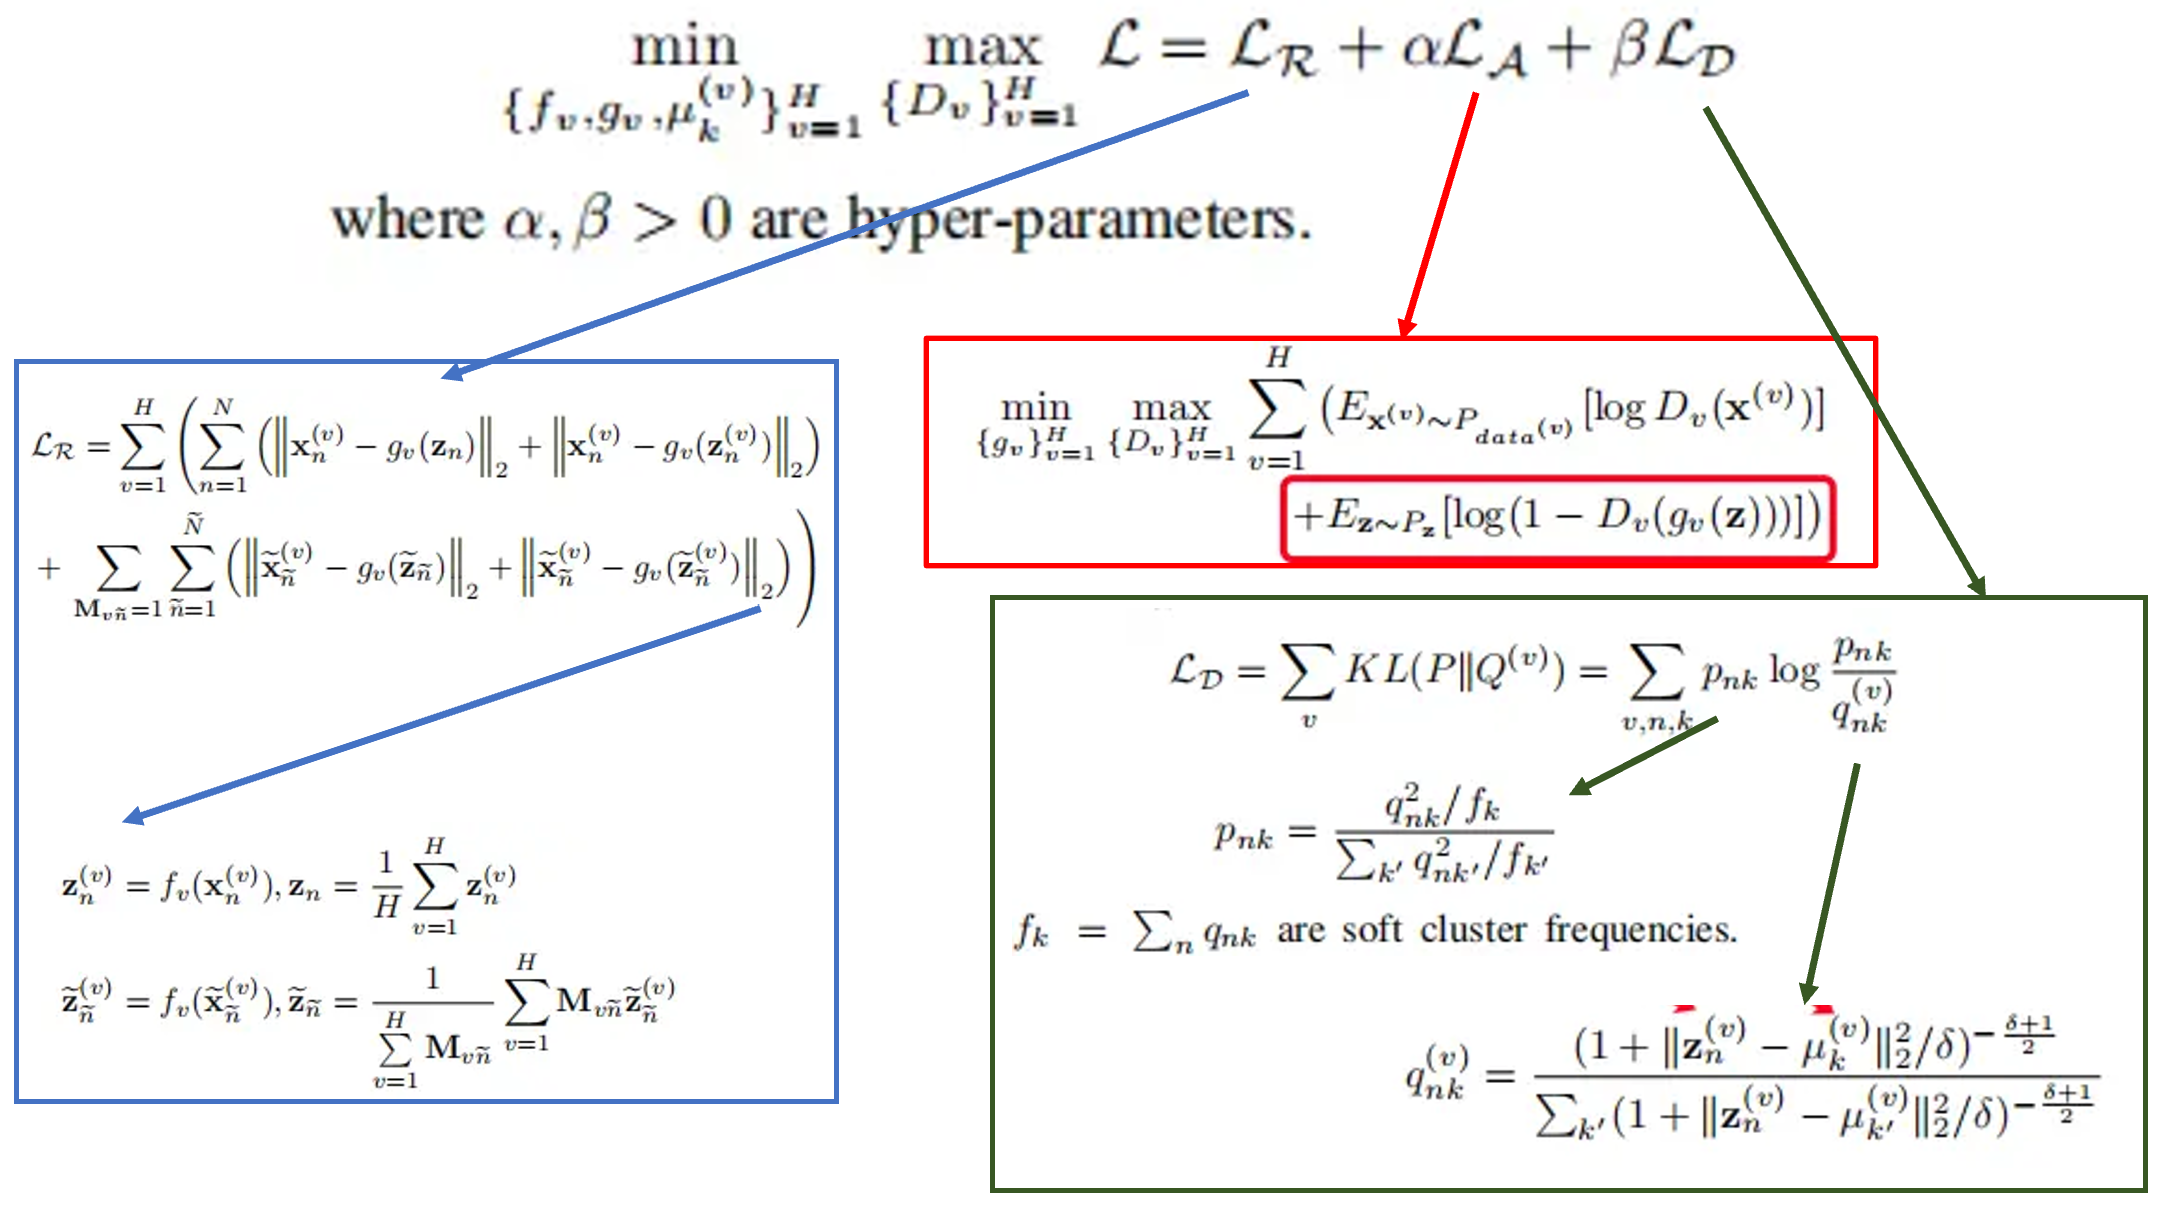 $\min_{\{f_v, g_v, \mu_k^{(v)}\}_{v=1}^{H}} \max_{\{D_v\}_{v=1}^{H}} \mathcal{L} = \mathcal{L}_{\mathcal{R}} + \alpha\mathcal{L}_{\mathcal{A}} + \beta\mathcal{L}_{\mathcal{D}}$
where $\alpha, \beta > 0$ are hyper-parameters.
$\mathcal{L}_{\mathcal{R}} = \sum_{v=1}^{H} \left( \sum_{n=1}^{N} \left( \left\| \mathbf{x}_n^{(v)} - g_v(\mathbf{z}_n) \right\|_2 + \left\| \mathbf{x}_n^{(v)} - g_v(\mathbf{z}_n^{(v)}) \right\|_2 \right) \right.$
$\left. + \sum_{\mathbf{M}_{v\tilde{n}}=1} \sum_{\tilde{n}=1}^{\tilde{N}} \left( \left\| \tilde{\mathbf{x}}_{\tilde{n}}^{(v)} - g_v(\tilde{\mathbf{z}}_{\tilde{n}}) \right\|_2 + \left\| \tilde{\mathbf{x}}_{\tilde{n}}^{(v)} - g_v(\tilde{\mathbf{z}}_{\tilde{n}}^{(v)}) \right\|_2 \right) \right)$
$\mathbf{z}_n^{(v)} = f_v(\mathbf{x}_n^{(v)}), \mathbf{z}_n = \frac{1}{H} \sum_{v=1}^{H} \mathbf{z}_n^{(v)}$
$\tilde{\mathbf{z}}_{\tilde{n}}^{(v)} = f_v(\tilde{\mathbf{x}}_{\tilde{n}}^{(v)}), \tilde{\mathbf{z}}_{\tilde{n}} = \frac{1}{\sum_{v=1}^{H} \mathbf{M}_{v\tilde{n}}} \sum_{v=1}^{H} \mathbf{M}_{v\tilde{n}} \tilde{\mathbf{z}}_{\tilde{n}}^{(v)}$
$\min_{\{g_v\}_{v=1}^{H}} \max_{\{D_v\}_{v=1}^{H}} \sum_{v=1}^{H} \left( E_{\mathbf{x}^{(v)} \sim P_{data^{(v)}}} [\log D_v(\mathbf{x}^{(v)})] \right.$
$\left. + E_{\mathbf{z} \sim P_{\mathbf{z}}} [\log(1 - D_v(g_v(\mathbf{z})))] \right)$
$\mathcal{L}_{\mathcal{D}} = \sum_{v} KL(P \| Q^{(v)}) = \sum_{v,n,k} p_{nk} \log \frac{p_{nk}}{q_{nk}^{(v)}}$
$p_{nk} = \frac{q_{nk}^2 / f_k}{\sum_{k'} q_{nk'}^2 / f_{k'}}$
$f_k = \sum_n q_{nk}$ are soft cluster frequencies.
$q_{nk}^{(v)} = \frac{(1 + \|\mathbf{z}_n^{(v)} - \mu_k^{(v)}\|_2^2 / \delta)^{-\frac{\delta+1}{2}}}{\sum_{k'} (1 + \|\mathbf{z}_n^{(v)} - \mu_{k'}^{(v)}\|_2^2 / \delta)^{-\frac{\delta+1}{2}}}$